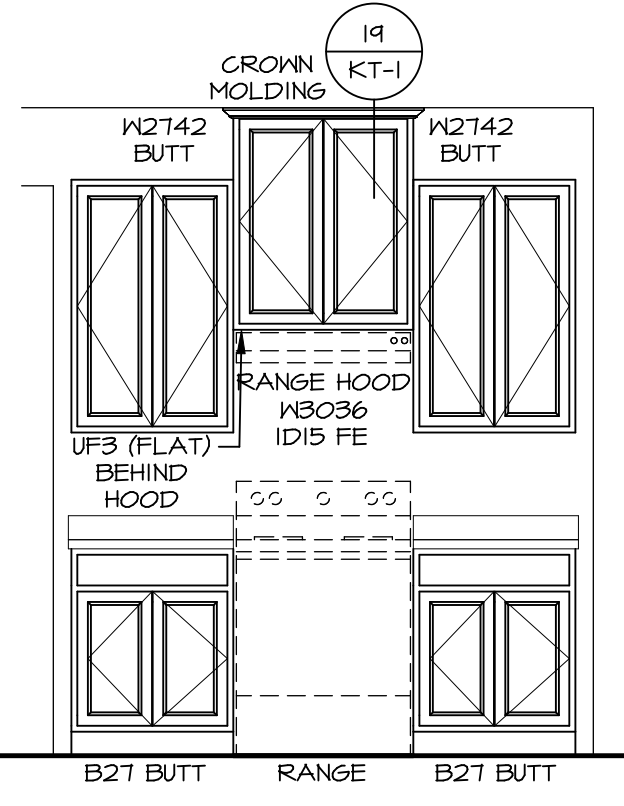 19
KT-1
CROWN
MOLDING
W2742
BUTT
W2742
BUTT
RANGE HOOD
W3036
1D15 FE
UF3 (FLAT)
BEHIND
HOOD
B27 BUTT
RANGE
B27 BUTT